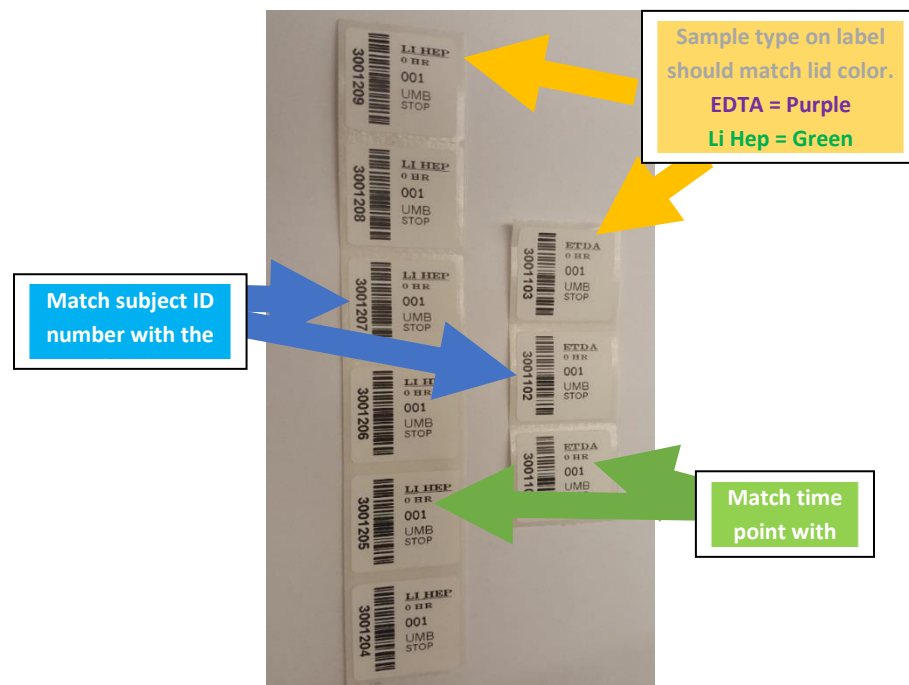 Sample type on label
should match lid color.
EDTA = Purple
Li Hep = Green
Match subject ID
number with the
Match time
point with
3001209
LI HEP
0 HR
001
UMB
STOP
3001208
LI HEP
0 HR
001
UMB
STOP
3001207
LI HEP
0 HR
001
UMB
STOP
3001206
001
UMB
STOP
3001205
LI HEP
0 HR
001
UMB
STOP
3001204
LI HEP
0 HR
001
UMB
STOP
3001103
ETDA
0 HR
001
UMB
STOP
3001102
ETDA
0 HR
001
UMB
STOP
ETDA
0 HR
001
UMB
STOP